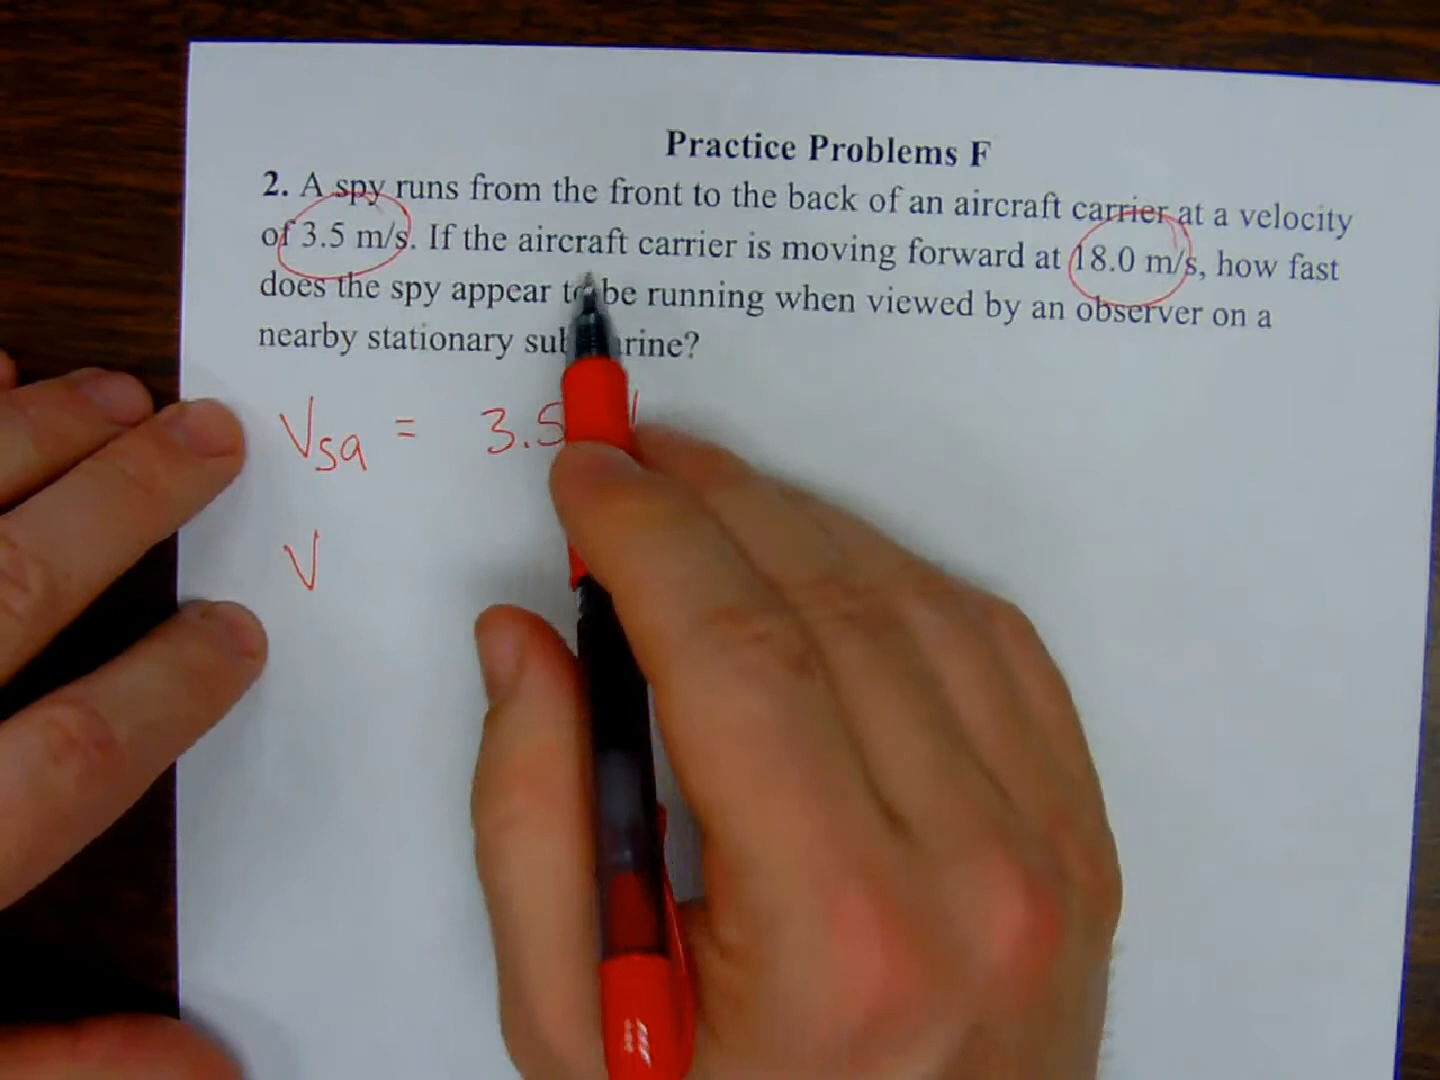 Practice Problems F
2. A spy runs from the front to the back of an aircraft carrier at a velocity
of 3.5 m/s. If the aircraft carrier is moving forward at 18.0 m/s, how fast
does the spy appear to be running when viewed by an observer on a
nearby stationary rine?
Vsa = 3.5
V